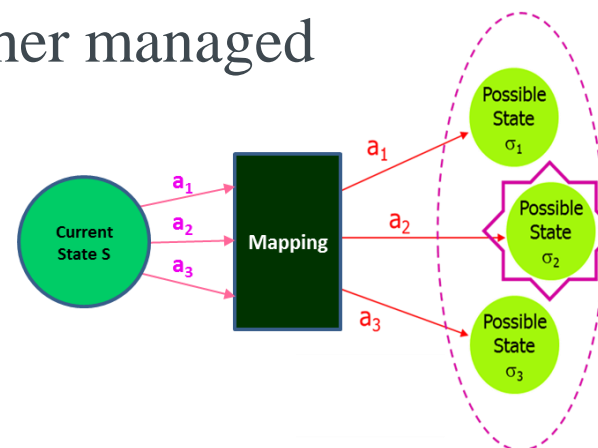 managed
a1
a2
a3
Current
State S
Mapping
a1
a2
a3
Possible
State
σ1
Possible
State
σ2
Possible
State
σ3